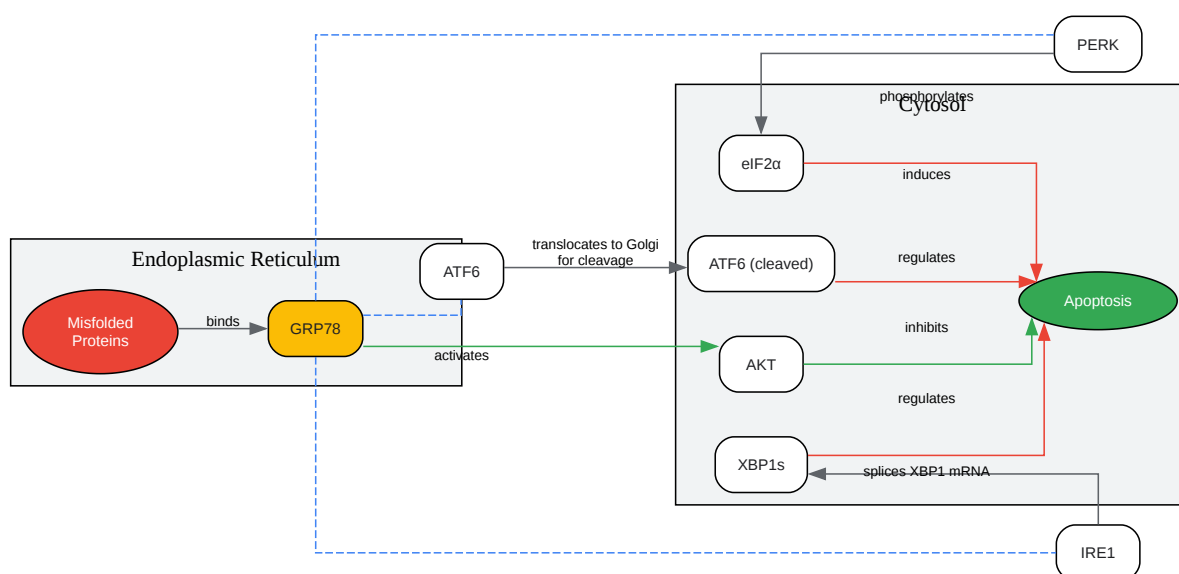 PERK
phosphorylates
Cytosol
eIF2α
induces
Endoplasmic Reticulum
ATF6
translocates to Golgi
for cleavage
ATF6 (cleaved)
regulates
Misfolded
Proteins
binds
GRP78
Apoptosis
activates
inhibits
AKT
regulates
XBP1s
splices XBP1 mRNA
IRE1